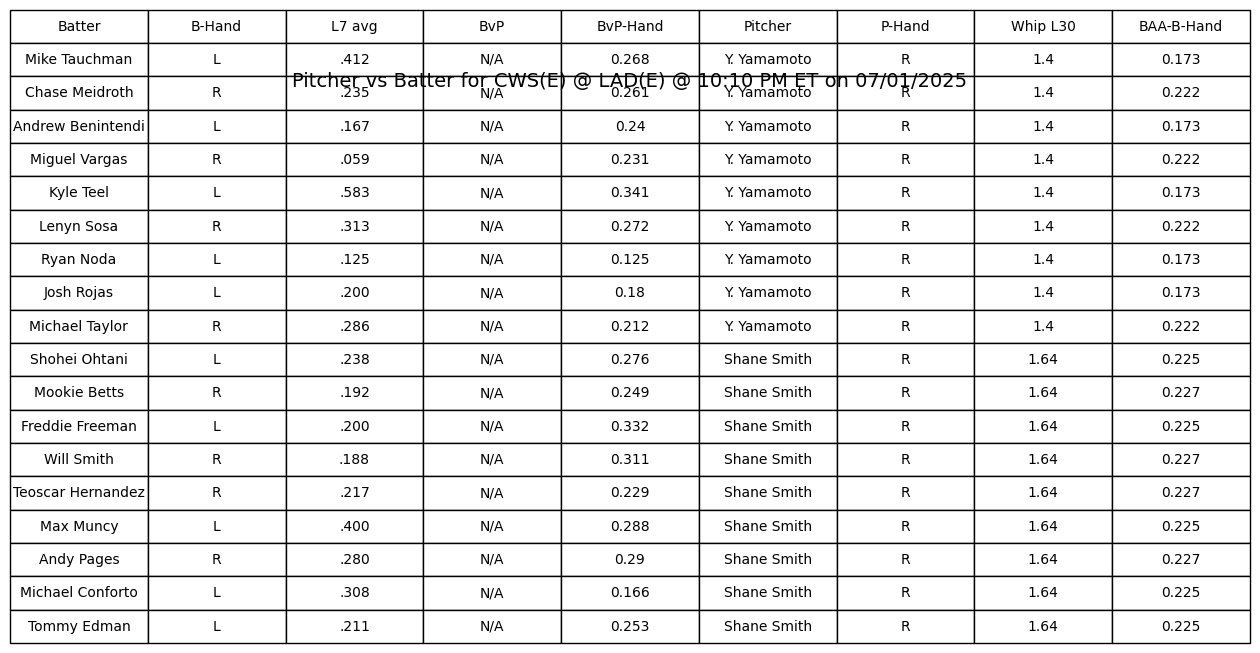 Batter B-Hand L7 avg BvP BvP-Hand Pitcher P-Hand Whip L30 BAA-B-Hand
Mike Tauchman L .412 N/A 0.268 Y. Yamamoto R 1.4 0.173
Pitcher vs Batter for CWS(E) @ LAD(E) @ 10:10 PM ET on 07/01/2025
Chase Meidroth R .235 N/A 0.261 Y. Yamamoto R 1.4 0.222
Andrew Benintendi L .167 N/A 0.24 Y. Yamamoto R 1.4 0.173
Miguel Vargas R .059 N/A 0.231 Y. Yamamoto R 1.4 0.222
Kyle Teel L .583 N/A 0.341 Y. Yamamoto R 1.4 0.173
Lenyn Sosa R .313 N/A 0.272 Y. Yamamoto R 1.4 0.222
Ryan Noda L .125 N/A 0.125 Y. Yamamoto R 1.4 0.173
Josh Rojas L .200 N/A 0.18 Y. Yamamoto R 1.4 0.173
Michael Taylor R .286 N/A 0.212 Y. Yamamoto R 1.4 0.222
Shohei Ohtani L .238 N/A 0.276 Shane Smith R 1.64 0.225
Mookie Betts R .192 N/A 0.249 Shane Smith R 1.64 0.227
Freddie Freeman L .200 N/A 0.332 Shane Smith R 1.64 0.225
Will Smith R .188 N/A 0.311 Shane Smith R 1.64 0.227
Teoscar Hernandez R .217 N/A 0.229 Shane Smith R 1.64 0.227
Max Muncy L .400 N/A 0.288 Shane Smith R 1.64 0.225
Andy Pages R .280 N/A 0.29 Shane Smith R 1.64 0.227
Michael Conforto L .308 N/A 0.166 Shane Smith R 1.64 0.225
Tommy Edman L .211 N/A 0.253 Shane Smith R 1.64 0.225